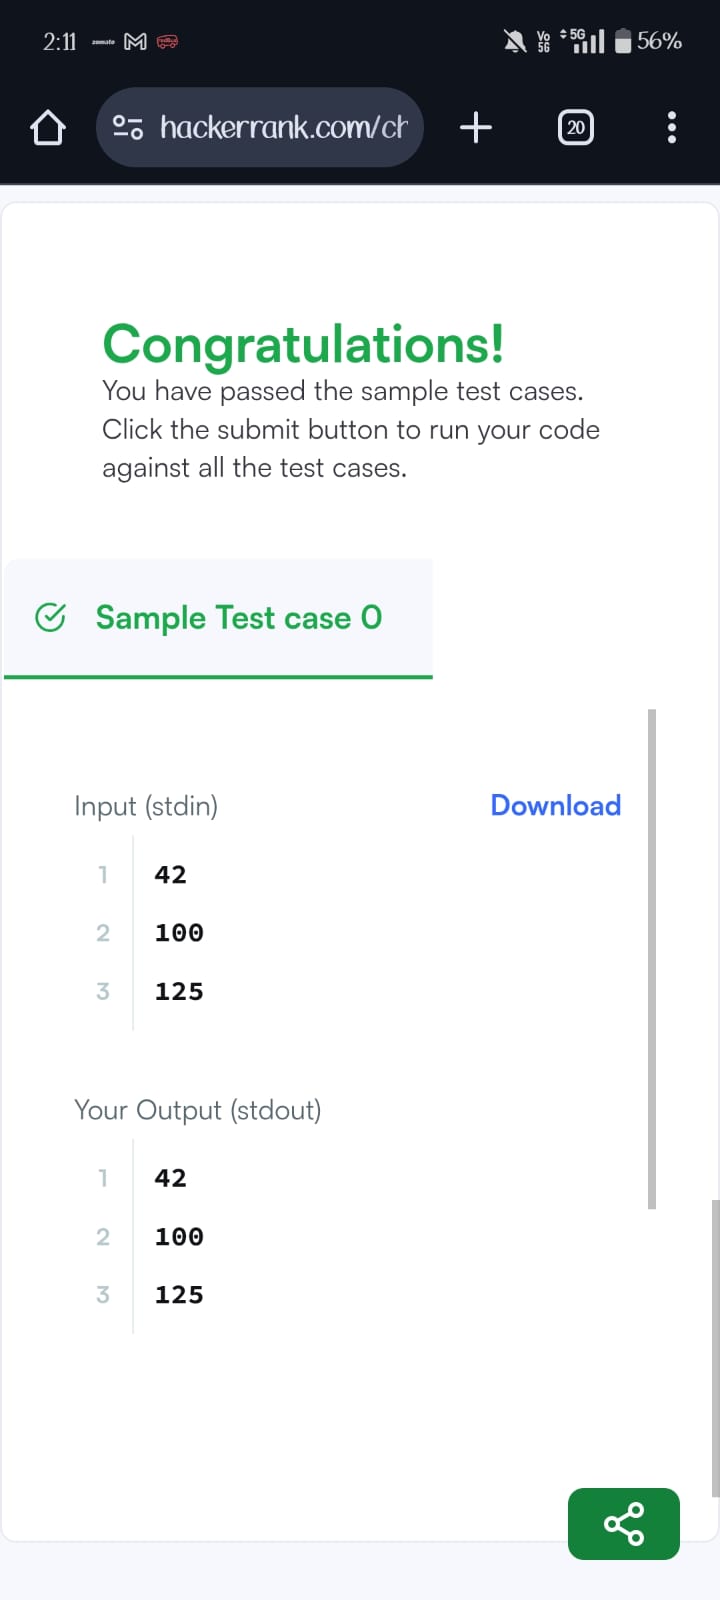 2:11 zomato 56%
Vo 5G 5G
hackerrank.com/ch 20
Congratulations!
You have passed the sample test cases.
Click the submit button to run your code
against all the test cases.
Sample Test case 0
Input (stdin) Download
1 42
2 100
3 125
Your Output (stdout)
1 42
2 100
3 125